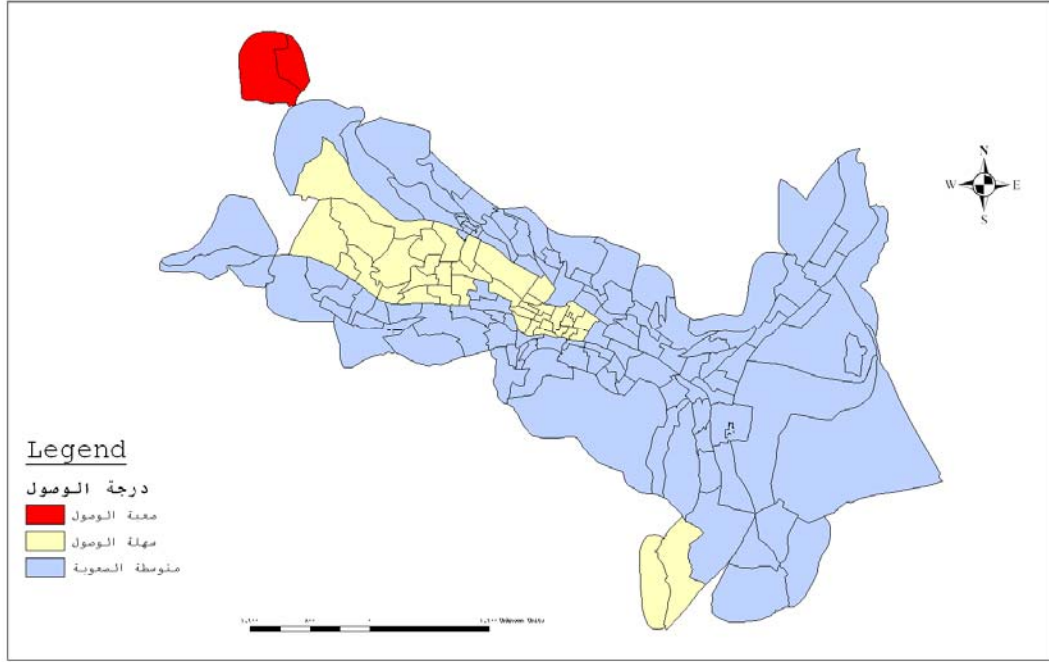 N
W E
S
Legend
درجة الوصول
صعبة الوصول
سهلة الوصول
متوسطة الصعوبة
Unknown Units